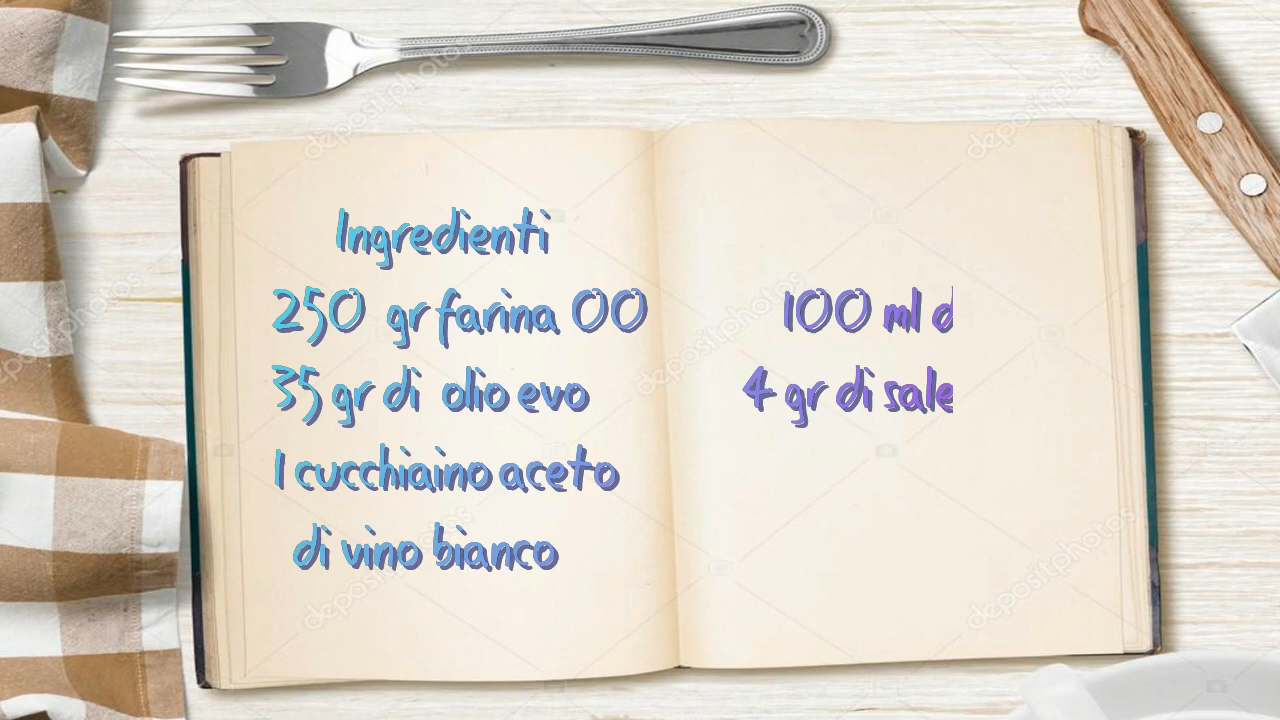 Ingredienti
250 gr farina 00
35 gr di olio evo
1 cucchiaino aceto
di vino bianco
100 ml
4 gr di sale